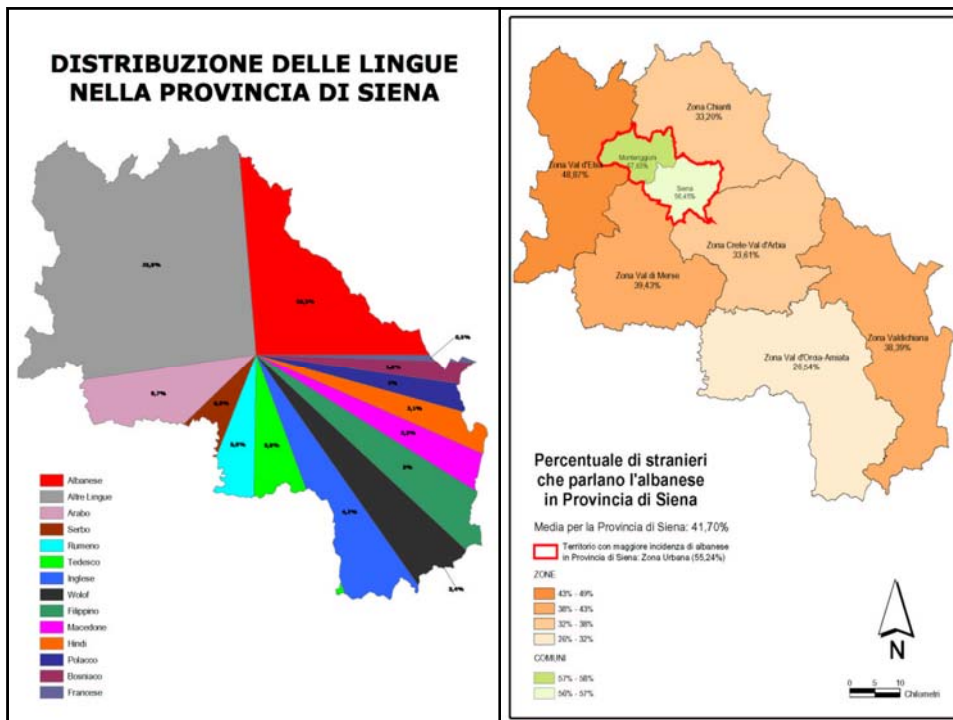 DISTRIBUZIONE DELLE LINGUE
NELLA PROVINCIA DI SIENA
Albanese
Altre Lingue
Arabo
Serbo
Rumeno
Tedesco
Inglese
Wolof
Filippino
Macedone
Hindi
Polacco
Bosniaco
Francese
Zona Chianti
33,20%
Zona Val d'Elsa
48,87%
Monteriggioni
Siena
56,41%
Zona Crete-Val d'Arbia
33,61%
Zona Val di Merse
39,43%
Zona Valdichiana
38,39%
Zona Val d'Orcia-Amiata
26,54%
Percentuale di stranieri
che parlano l'albanese
in Provincia di Siena
Media per la Provincia di Siena: 41,70%
Territorio con maggiore incidenza di albanese
in Provincia di Siena: Zona Urbana (55,24%)
ZONE
43% - 49%
38% - 43%
32% - 38%
26% - 32%
COMUNI
57% - 58%
56% - 57%
N
0 5 10
Chilometri